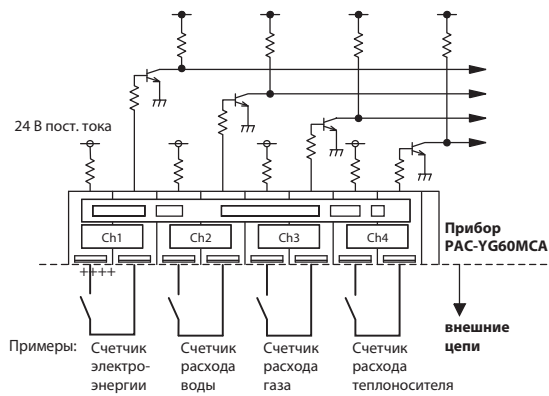 24 В пост. тока
Ch1 Ch2 Ch3 Ch4
Прибор
PAC-YG60MCA
++++
внешние
цепи
Примеры:
Счетчик
электро-
энергии
Счетчик
расхода
воды
Счетчик
расхода
газа
Счетчик
расхода
теплоносителя